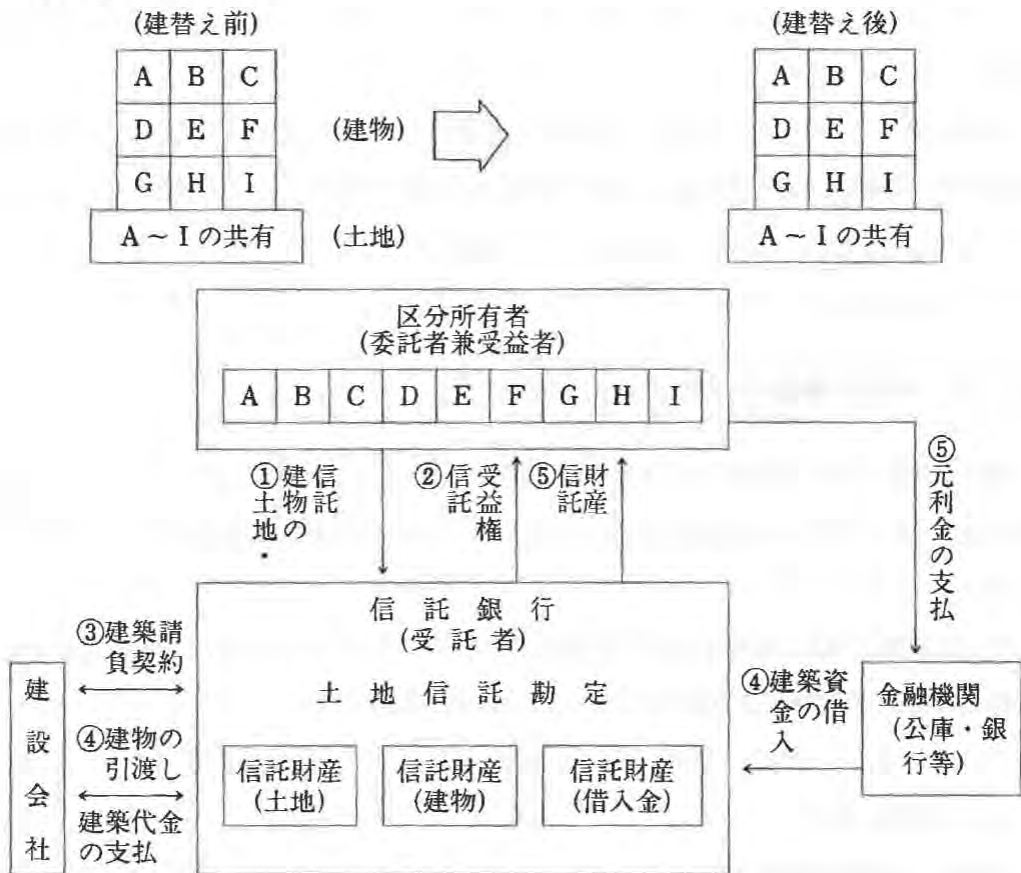 (建替え前)
A B C
D E F
G H I
A～Iの共有
(建物)
(土地)
(建替え後)
A B C
D E F
G H I
A～Iの共有
区分所有者
(委託者兼受益者)
A B C D E F G H I
①土地・
建物の
信託
②信託
受益権
⑤信託
財産
⑤元利金の支払
信託銀行
(受託者)
土地信託勘定
信託財産
(土地)
信託財産
(建物)
信託財産
(借入金)
建設会社
③建築請
負契約
④建物の
引渡し
建築代金
の支払
④建築資
金の借
入
金融機関
(公庫・銀
行等)